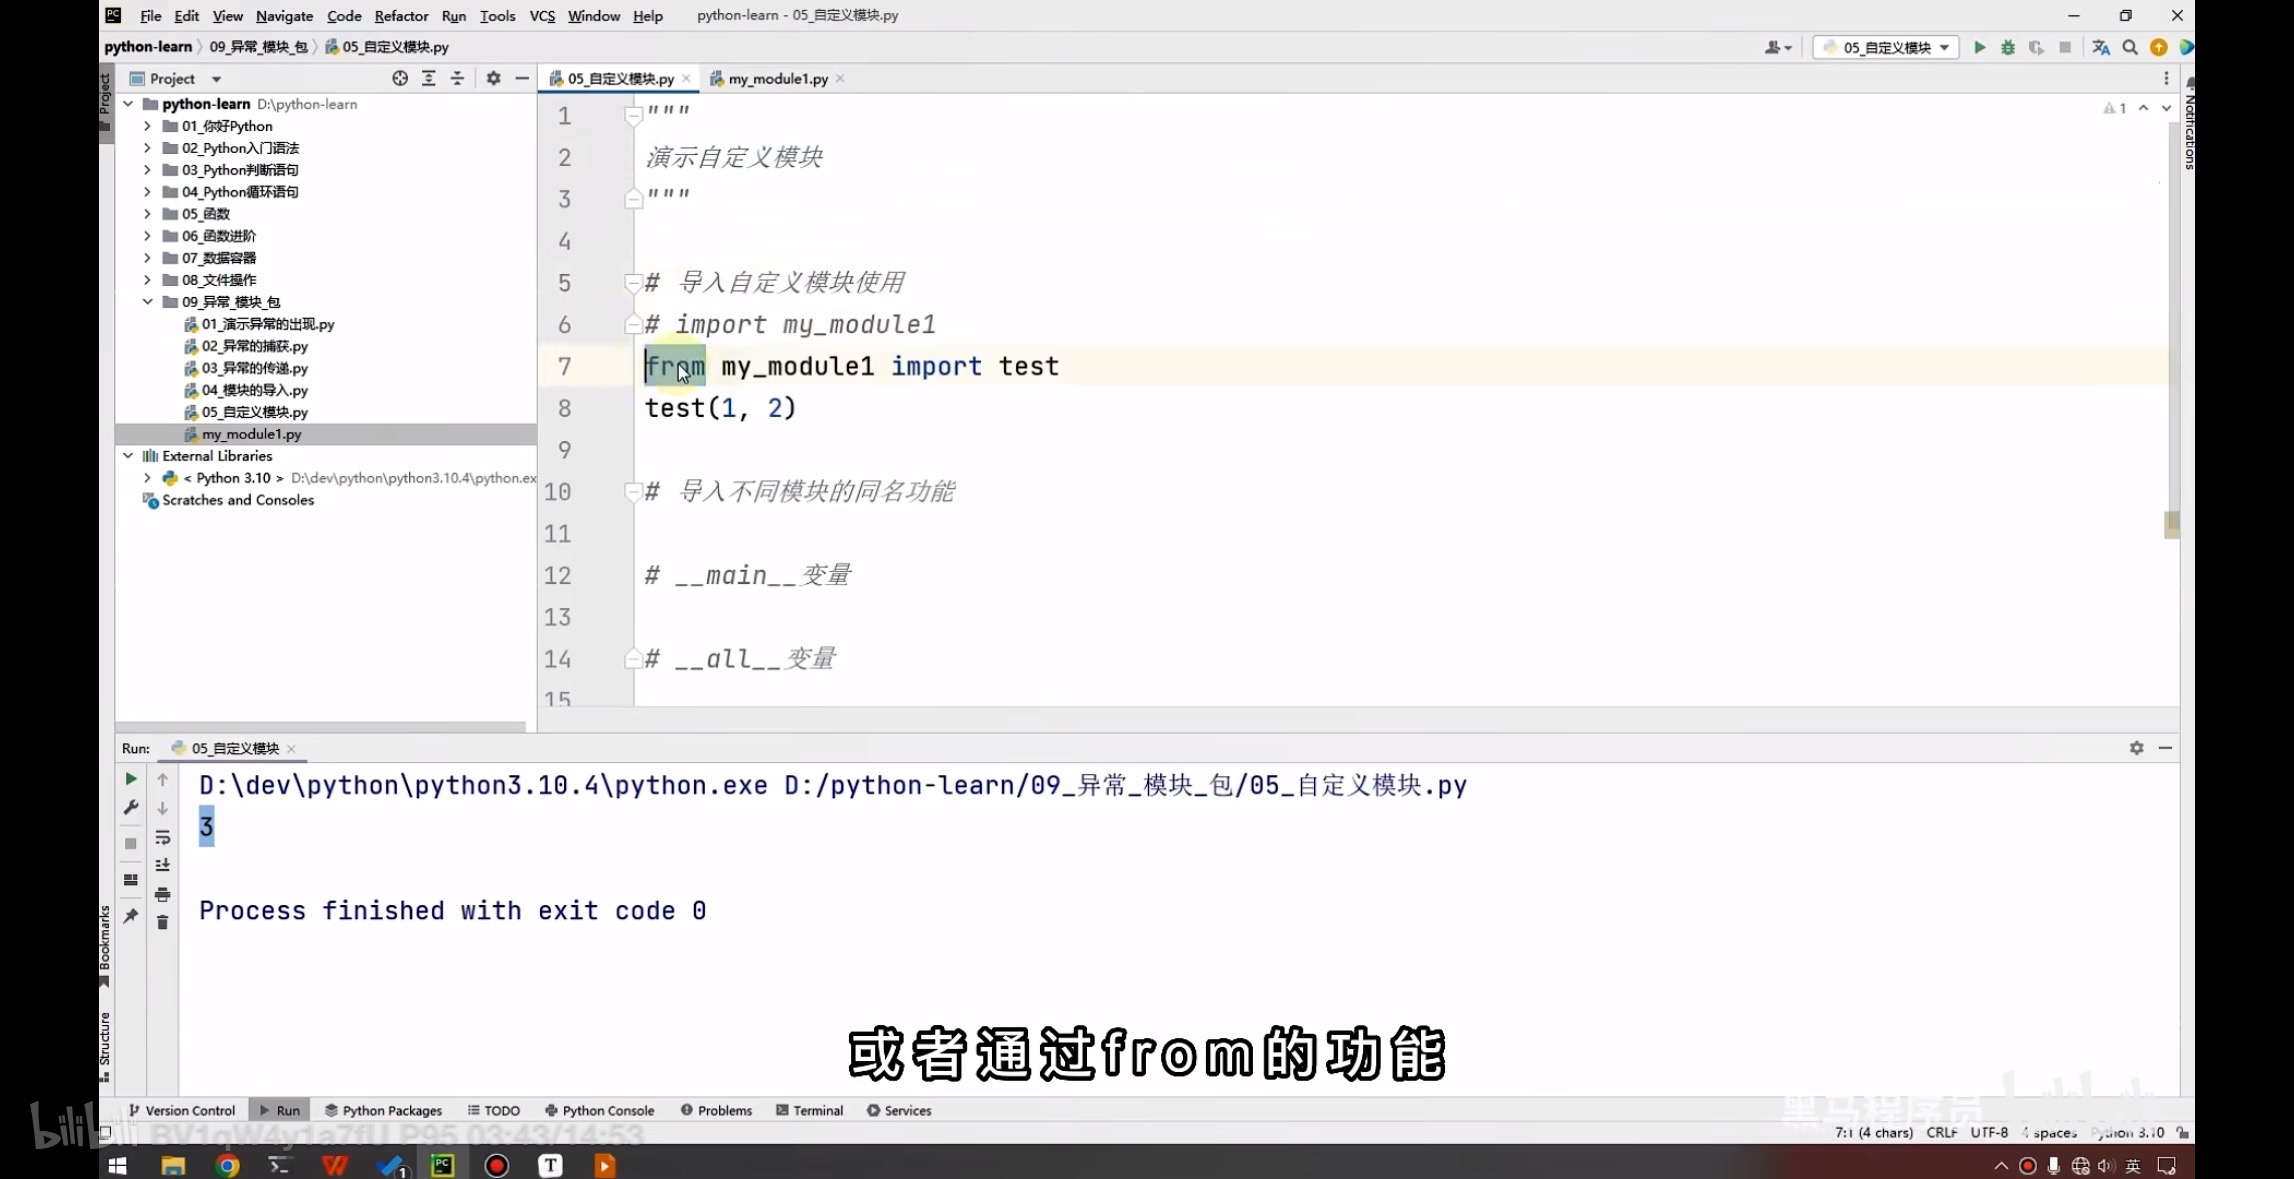 File Edit View Navigate Code Refactor Run Tools VCS Window Help python-learn - 05_自定义模块.py
python-learn 09_异常_模块_包 05_自定义模块.py 05_自定义模块
Project
Project
05_自定义模块.py my_module1.py
Notifications
python-learn D:\python-learn
01_你好Python
02_Python入门语法
03_Python判断语句
04_Python循环语句
05_函数
06_函数进阶
07_数据容器
08_文件操作
09_异常_模块_包
01_演示异常的出现.py
02_异常的捕获.py
03_异常的传递.py
04_模块的导入.py
05_自定义模块.py
my_module1.py
External Libraries
< Python 3.10 > D:\dev\python\python3.10.4\python.ex
Scratches and Consoles
1
1 """
2 演示自定义模块
3 """
4
5 # 导入自定义模块使用
6 # import my_module1
7 from my_module1 import test
8 test(1, 2)
9
10 # 导入不同模块的同名功能
11
12 # __main__变量
13
14 # __all__变量
15
Run: 05_自定义模块
D:\dev\python\python3.10.4\python.exe D:/python-learn/09_异常_模块_包/05_自定义模块.py
3
Process finished with exit code 0
Bookmarks
Structure
或者通过from的功能
Version Control Run Python Packages TODO Python Console Problems Terminal Services
黑马程序员 bilibili
bilibili BV1qW4y1a7fU P95 03:43/14:53
7:1 (4 chars) CRLF UTF-8 4 spaces Python 3.10
英